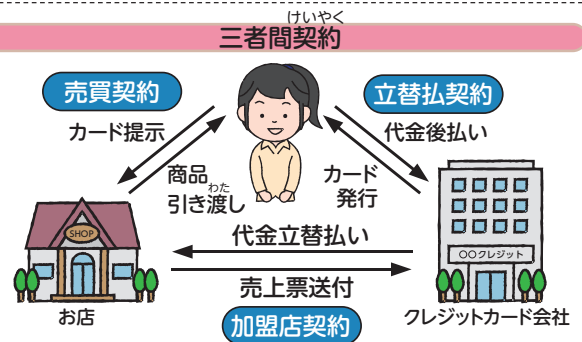 けいやく
三者間契約
売買契約
立替払契約
カード提示
代金後払い
商品
わた
引き渡し
カード
発行
SHOP
代金立替払い
〇〇クレジット
売上票送付
お店
加盟店契約
クレジットカード会社